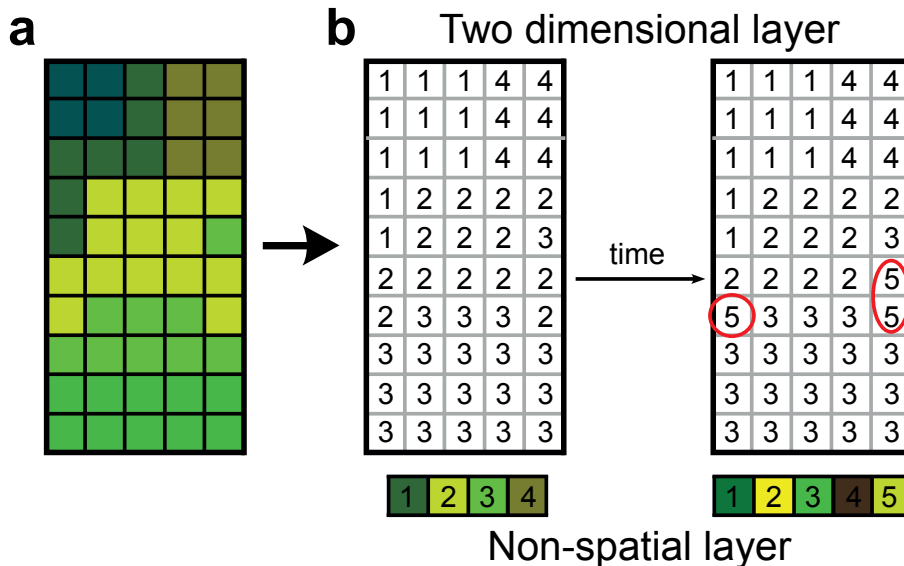 a
b
Two dimensional layer
1 1 1 4 4
1 1 1 4 4
1 1 1 4 4
1 2 2 2 2
1 2 2 2 3
2 2 2 2 2
2 3 3 3 2
3 3 3 3 3
3 3 3 3 3
3 3 3 3 3
time
1 1 1 4 4
1 1 1 4 4
1 1 1 4 4
1 2 2 2 2
1 2 2 2 3
2 2 2 2 5
5 3 3 3 5
3 3 3 3 3
3 3 3 3 3
3 3 3 3 3
1 2 3 4
1 2 3 4 5
Non-spatial layer